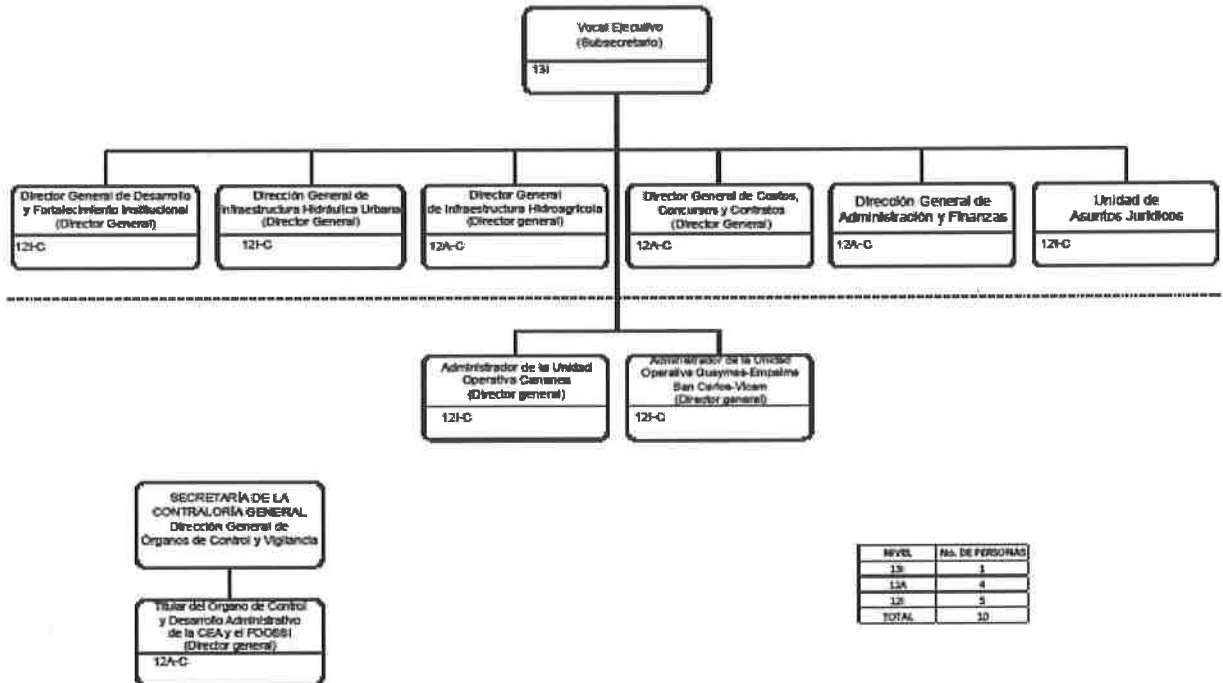 Vocal Ejecutivo
(Subsecretario)
13I
Director General de Desarrollo
y Fortalecimiento Institucional
(Director General)
12I-C
Dirección General de
Infraestructura Hidráulica Urbana
(Director General)
12I-C
Director General
de Infraestructura Hidroagrícola
(Director general)
12A-C
Director General de Costos,
Concursos y Contratos
(Director General)
12A-C
Dirección General de
Administración y Finanzas
12A-C
Unidad de
Asuntos Jurídicos
12I-C
Administrador de la Unidad
Operativa Cananea
(Director general)
12I-C
Administrador de la Unidad
Operativa Guaymas-Empalme
San Carlos-Vicam
(Director general)
12I-C
SECRETARÍA DE LA
CONTRALORÍA GENERAL
Dirección General de
Órganos de Control y Vigilancia
Titular del Órgano de Control
y Desarrollo Administrativo
de la CEA y el FOOSSI
(Director general)
12A-C
NIVEL No. DE PERSONAS
13I 1
12A 4
12I 5
TOTAL 10